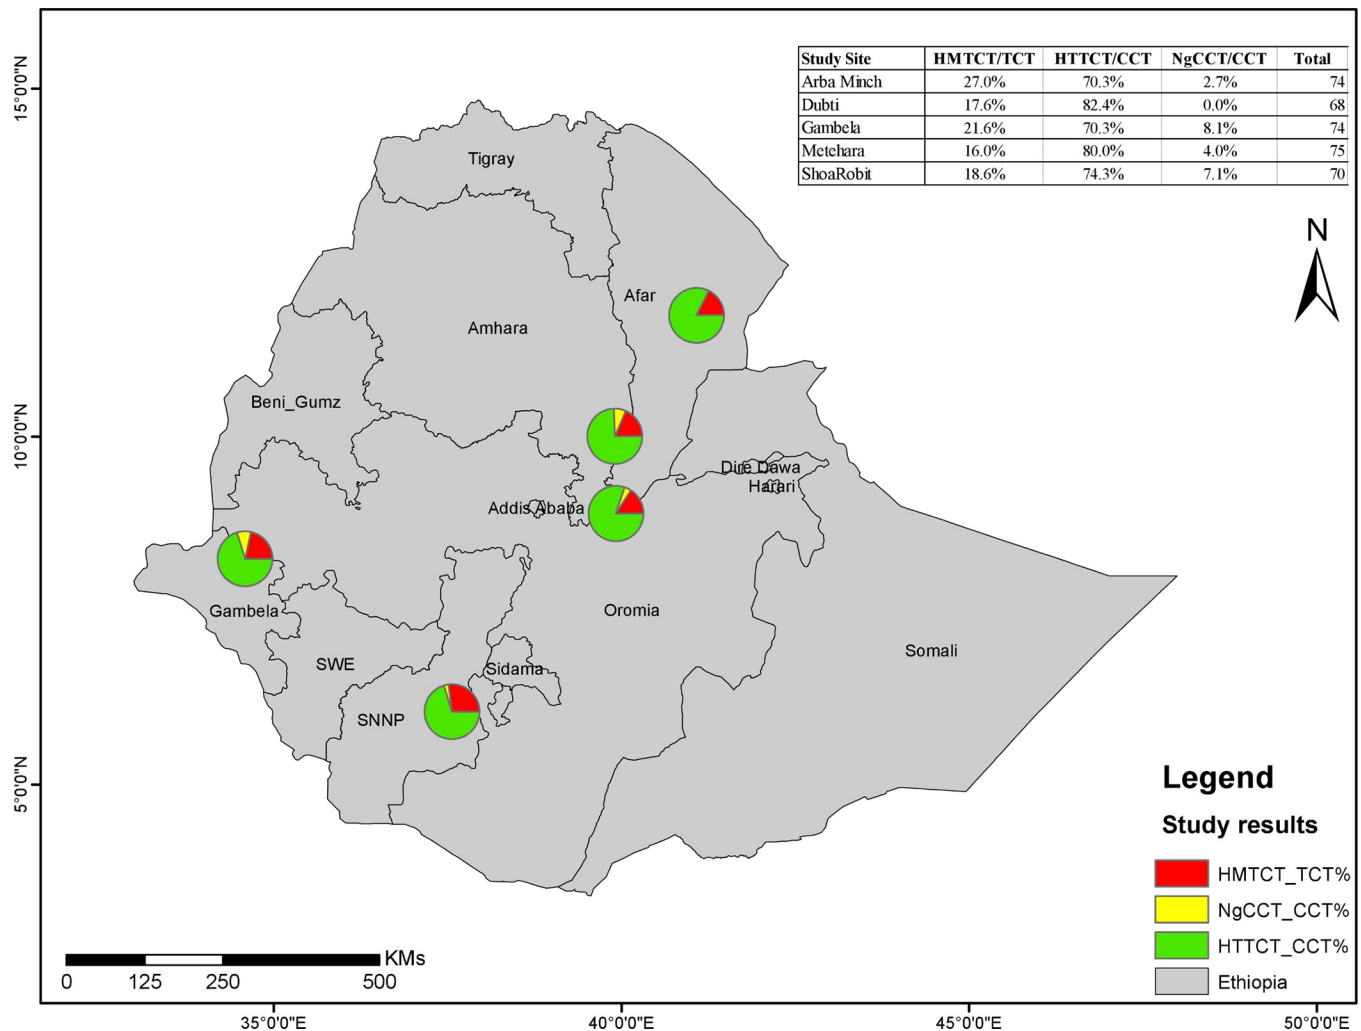 Study Site HMTCT/TCT HTTCT/CCT NgCCT/CCT Total
Arba Minch 27.0% 70.3% 2.7% 74
Dubti 17.6% 82.4% 0.0% 68
Gambela 21.6% 70.3% 8.1% 74
Metehara 16.0% 80.0% 4.0% 75
ShoaRobit 18.6% 74.3% 7.1% 70
15°0'0"N
Tigray
N
Afar
Amhara
Beni_Gumz
10°0'0"N
Dire Dawa
Harari
Addis Ababa
Gambela
Oromia
Somali
SWE
Sidama
SNNP
5°0'0"N
Legend
Study results
HMTCT_TCT%
NgCCT_CCT%
HTTCT_CCT%
Ethiopia
KMs
0 125 250 500
35°0'0"E 40°0'0"E 45°0'0"E 50°0'0"E